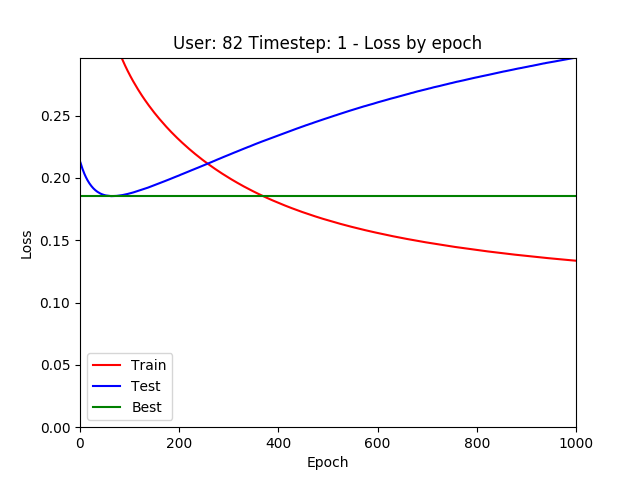 User: 82 Timestep: 1 - Loss by epoch
Loss
0.25
0.20
0.15
0.10
0.05
0.00
Train
Test
Best
0 200 400 600 800 1000
Epoch